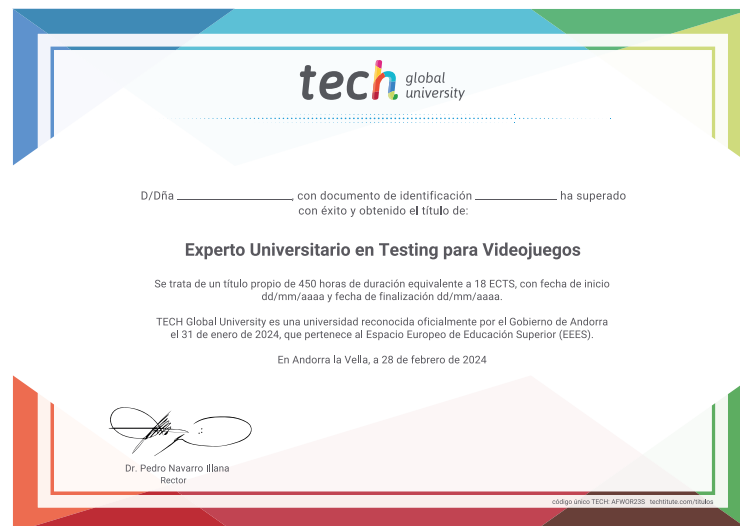 tech global university
D/Dña ____________, con documento de identificación ____________ ha superado
con éxito y obtenido el título de:
Experto Universitario en Testing para Videojuegos
Se trata de un título propio de 450 horas de duración equivalente a 18 ECTS, con fecha de inicio
dd/mm/aaaa y fecha de finalización dd/mm/aaaa.
TECH Global University es una universidad reconocida oficialmente por el Gobierno de Andorra
el 31 de enero de 2024, que pertenece al Espacio Europeo de Educación Superior (EEES).
En Andorra la Vella, a 28 de febrero de 2024
Dr. Pedro Navarro Illana
Rector
código único TECH: AFWOR23S techtitute.com/titulos